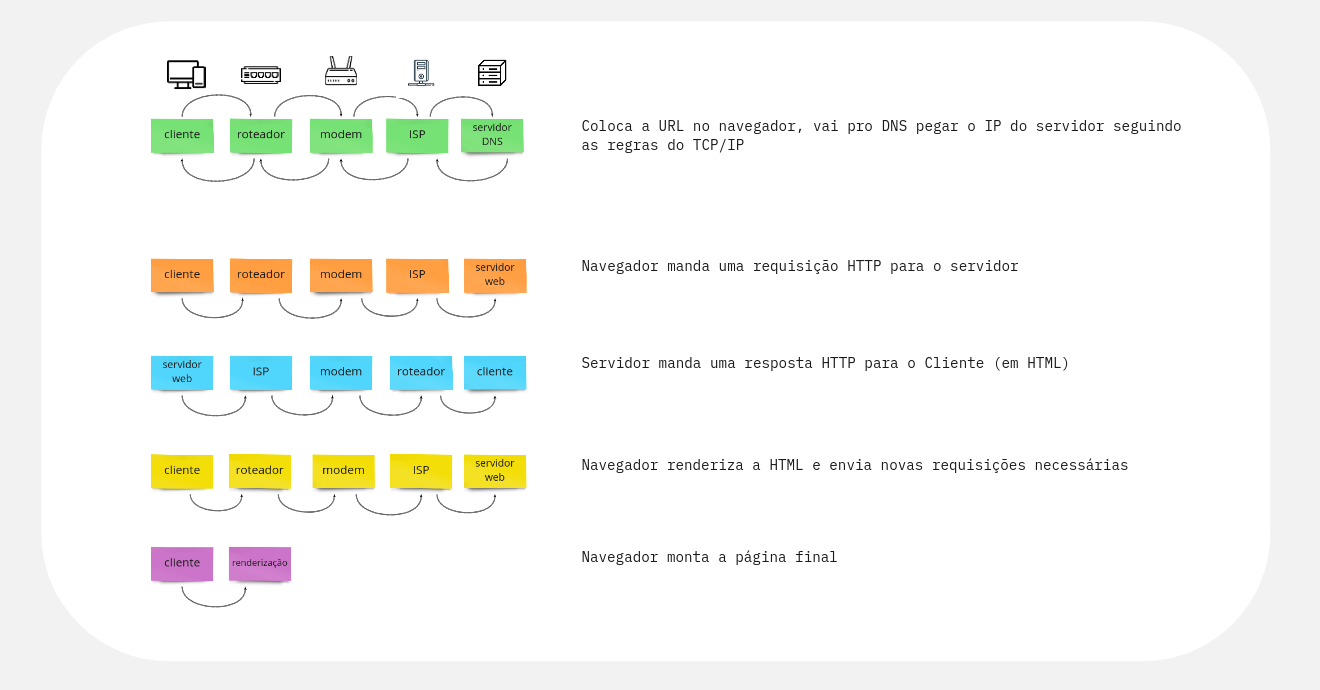 cliente
roteador
modem
ISP
servidor
DNS
Coloca a URL no navegador, vai pro DNS pegar o IP do servidor seguindo
as regras do TCP/IP
cliente
roteador
modem
ISP
servidor
web
Navegador manda uma requisição HTTP para o servidor
servidor
web
ISP
modem
roteador
cliente
Servidor manda uma resposta HTTP para o Cliente (em HTML)
cliente
roteador
modem
ISP
servidor
web
Navegador renderiza a HTML e envia novas requisições necessárias
cliente
renderização
Navegador monta a página final